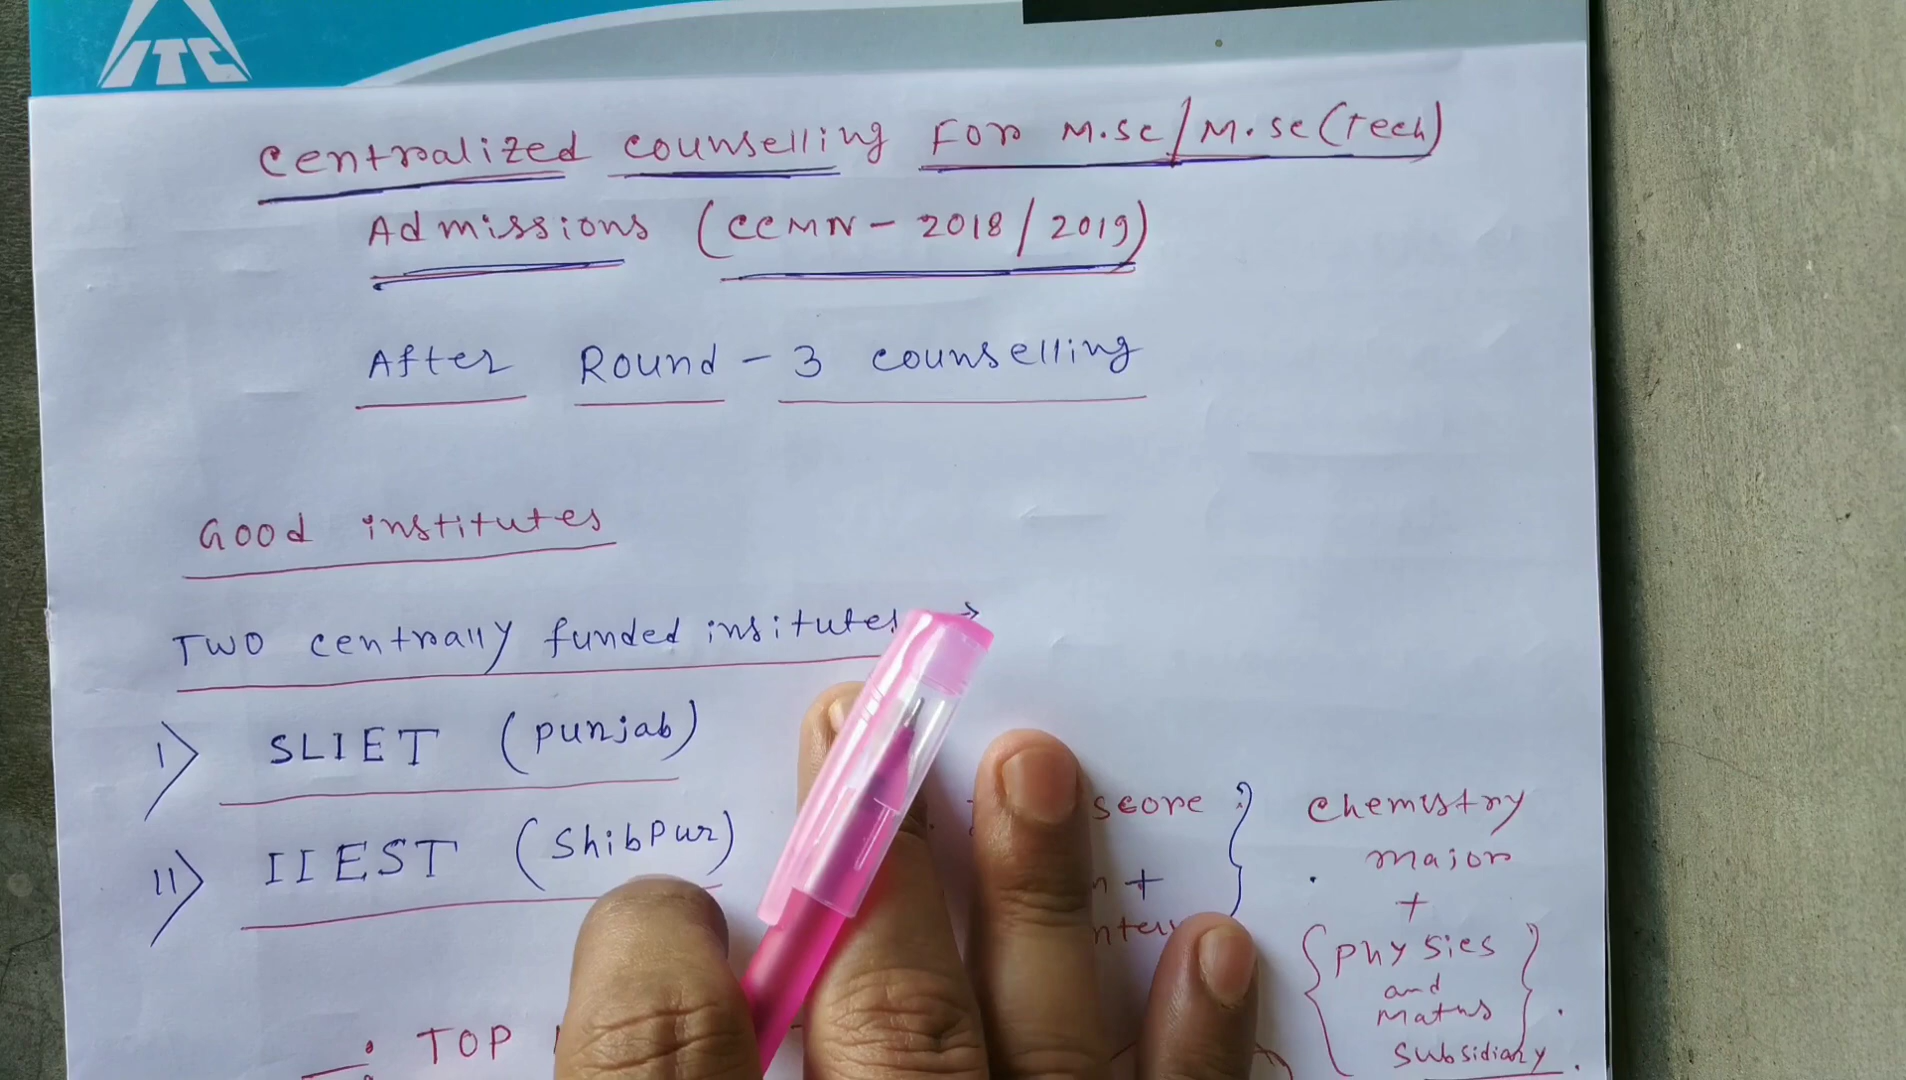 ITC
Centralized counselling For M.sc/M.sc(Tech)
Admissions (CCMN - 2018/2019)
After Round - 3 counselling
Good institutes
Two centrally funded insitutes →
I) SLIET (Punjab)
II) IIEST (Shibpur)
score
+
Chemistry
major
+
{Physics
and
Maths
subsidiary}.
TOP